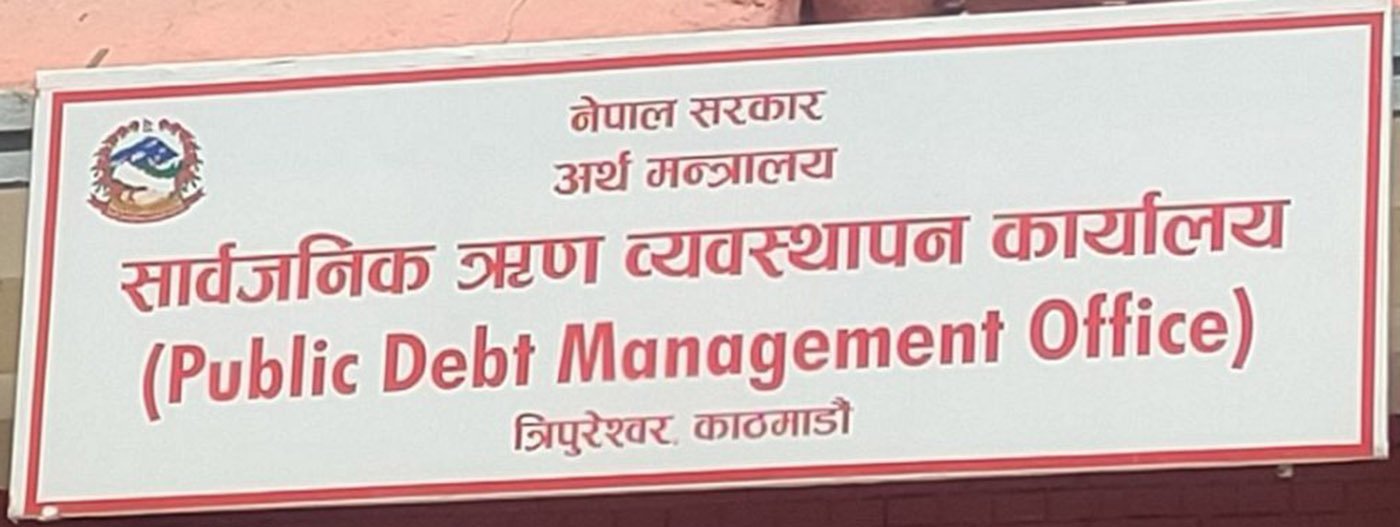 नेपाल सरकार
अर्थ मन्त्रालय
सार्वजनिक ऋण व्यवस्थापन कार्यालय
(Public Debt Management Office)
त्रिपुरेश्वर, काठमाडौं